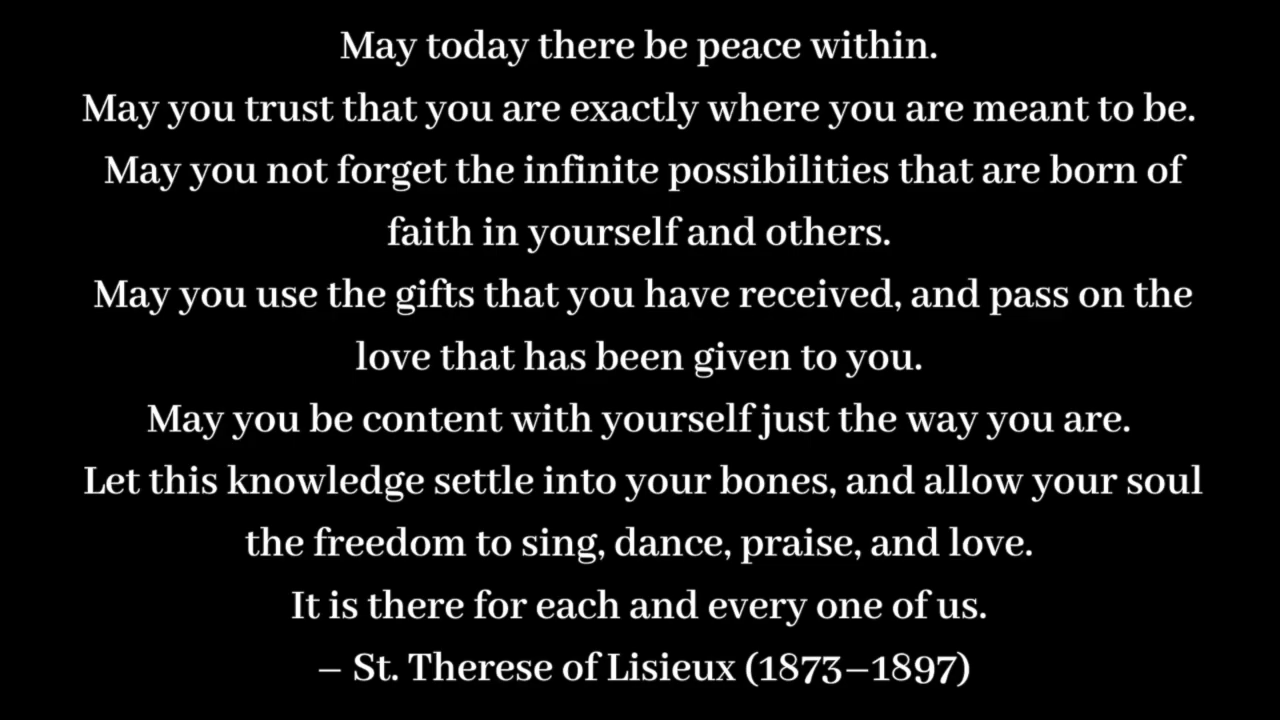 May today there be peace within.
May you trust that you are exactly where you are meant to be.
May you not forget the infinite possibilities that are born of
faith in yourself and others.
May you use the gifts that you have received, and pass on the
love that has been given to you.
May you be content with yourself just the way you are.
Let this knowledge settle into your bones, and allow your soul
the freedom to sing, dance, praise, and love.
It is there for each and every one of us.
– St. Therese of Lisieux (1873–1897)